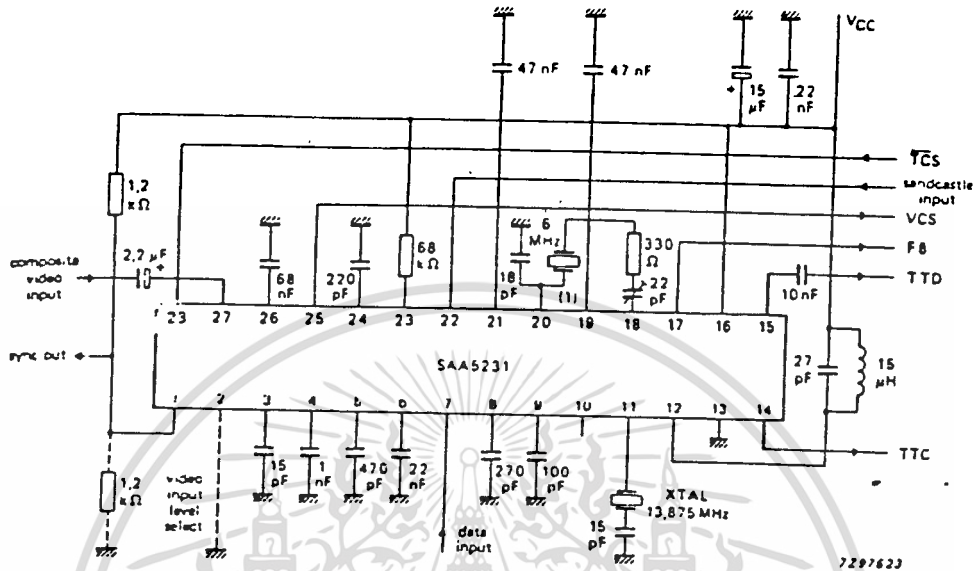 VCC
47 nF
47 nF
15
µF
+
22
nF
TCS
sandcastle
input
VCS
F6
TTD
1,2
kΩ
2,2 µF
+
composite
video
input
68
nF
220
pF
68
kΩ
18
pF
6
MHz
(1)
330
Ω
22
pF
10 nF
23 27 26 25 24 23 22 21 20 19 18 17 16 15
sync out
SAA5231
27
pF
15
µH
1 2 3 4 5 6 7 8 9 10 11 12 13 14
TTC
1,2
kΩ
video
input
level
select
15
pF
1
nF
470
pF
22
nF
data
input
270
pF
100
pF
XTAL
13,875 MHz
15
pF
7Z97623